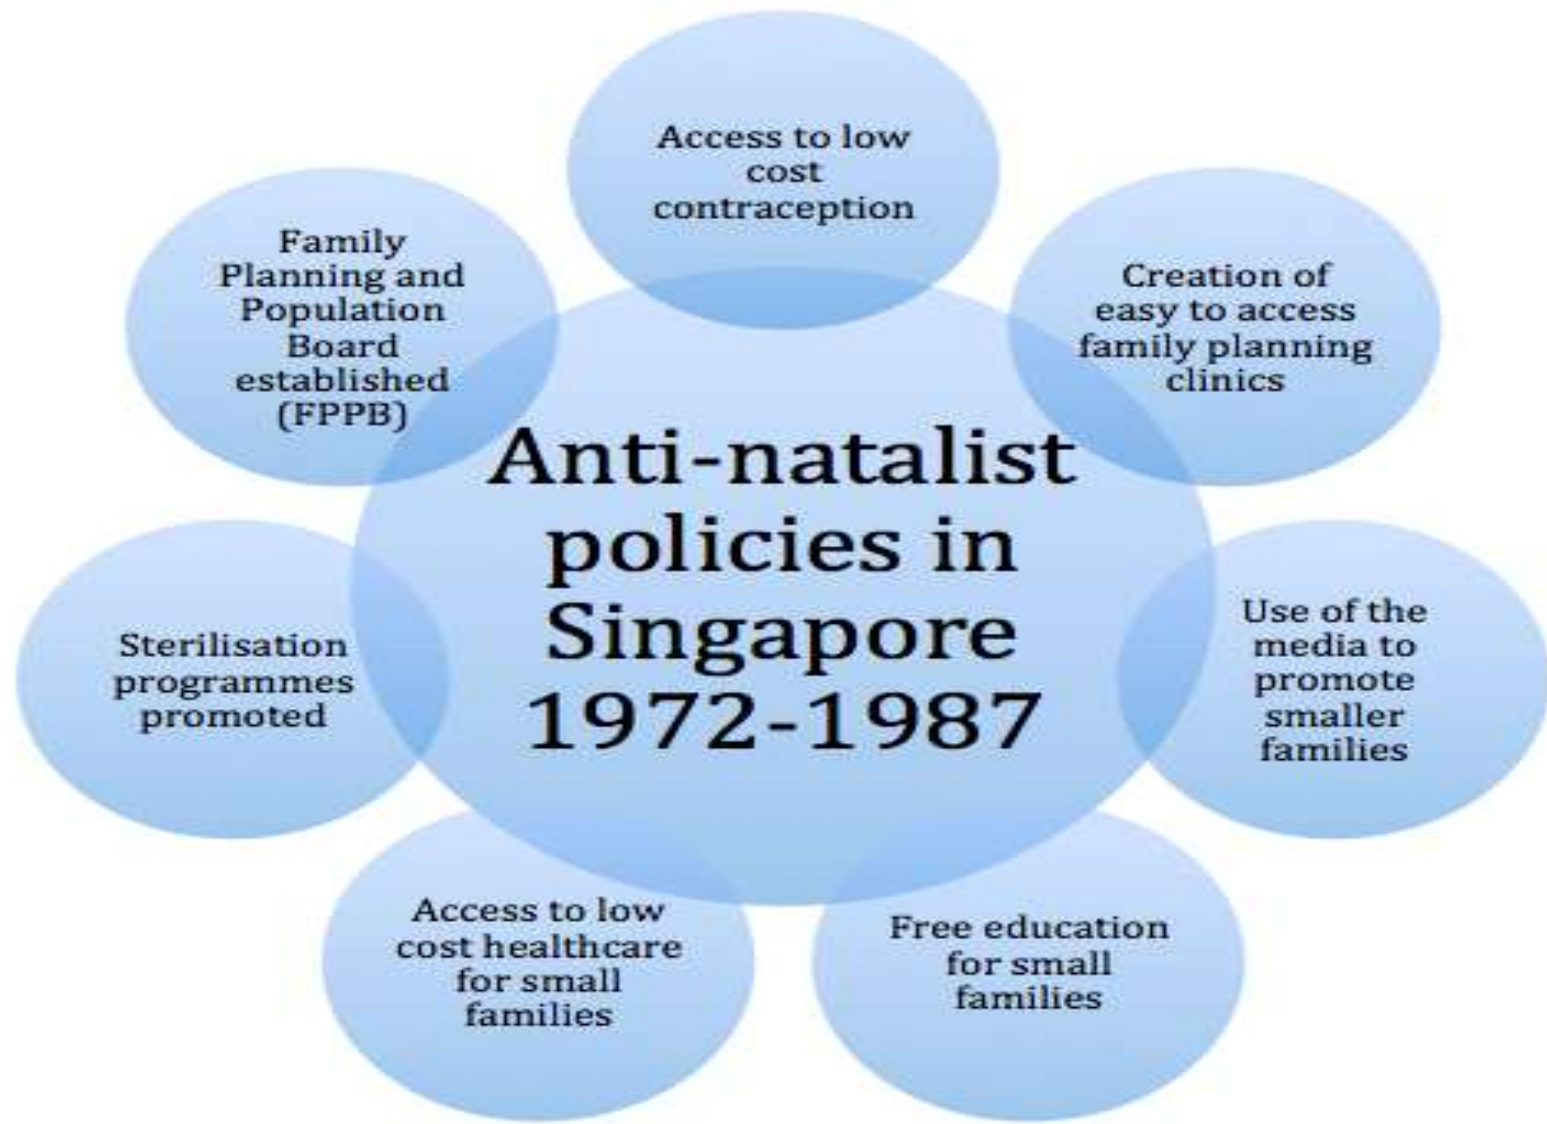 Access to low
cost
contraception
Creation of
easy to access
family planning
clinics
Use of the
media to
promote
smaller
families
Free education
for small
families
Access to low
cost healthcare
for small
families
Sterilisation
programmes
promoted
Family
Planning and
Population
Board
established
(FPPB)
Anti-natalist
policies in
Singapore
1972-1987